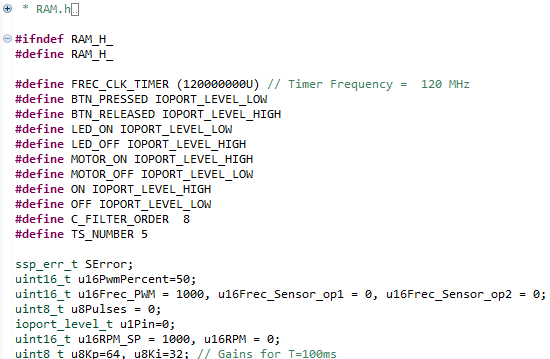 * RAM.h
#ifndef RAM_H_
#define RAM_H_
#define FREC_CLK_TIMER (120000000U) // Timer Frequency =  120 MHz
#define BTN_PRESSED IOPORT_LEVEL_LOW
#define BTN_RELEASED IOPORT_LEVEL_HIGH
#define LED_ON IOPORT_LEVEL_LOW
#define LED_OFF IOPORT_LEVEL_HIGH
#define MOTOR_ON IOPORT_LEVEL_HIGH
#define MOTOR_OFF IOPORT_LEVEL_LOW
#define ON IOPORT_LEVEL_HIGH
#define OFF IOPORT_LEVEL_LOW
#define C_FILTER_ORDER  8
#define TS_NUMBER 5
ssp_err_t SError;
uint16_t u16PwmPercent=50;
uint16_t u16Frec_PWM = 1000, u16Frec_Sensor_op1 = 0, u16Frec_Sensor_op2 = 0;
uint8_t u8Pulses = 0;
ioport_level_t u1Pin=0;
uint16_t u16RPM_SP = 1000, u16RPM = 0;
uint8_t u8Kp=64, u8Ki=32; // Gains for T=100ms